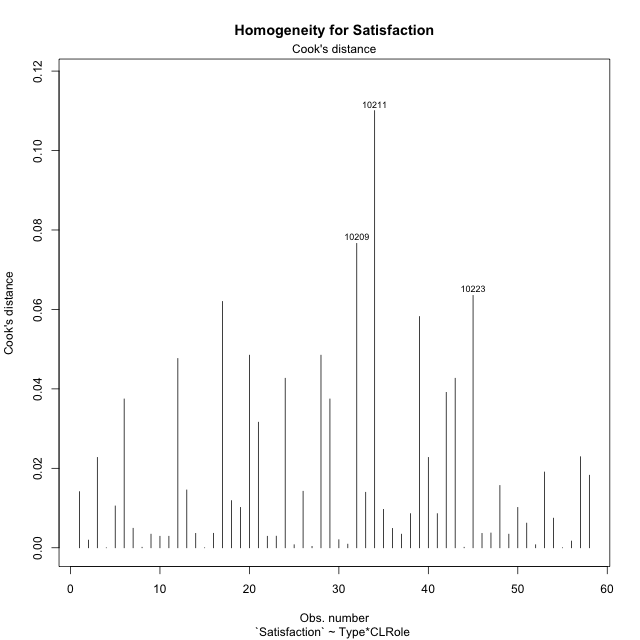 Homogeneity for Satisfaction
Cook's distance
Cook's distance
0.12
0.10
0.08
0.06
0.04
0.02
0.00
10211
10209
10223
0 10 20 30 40 50 60
Obs. number
`Satisfaction` ~ Type*CLRole